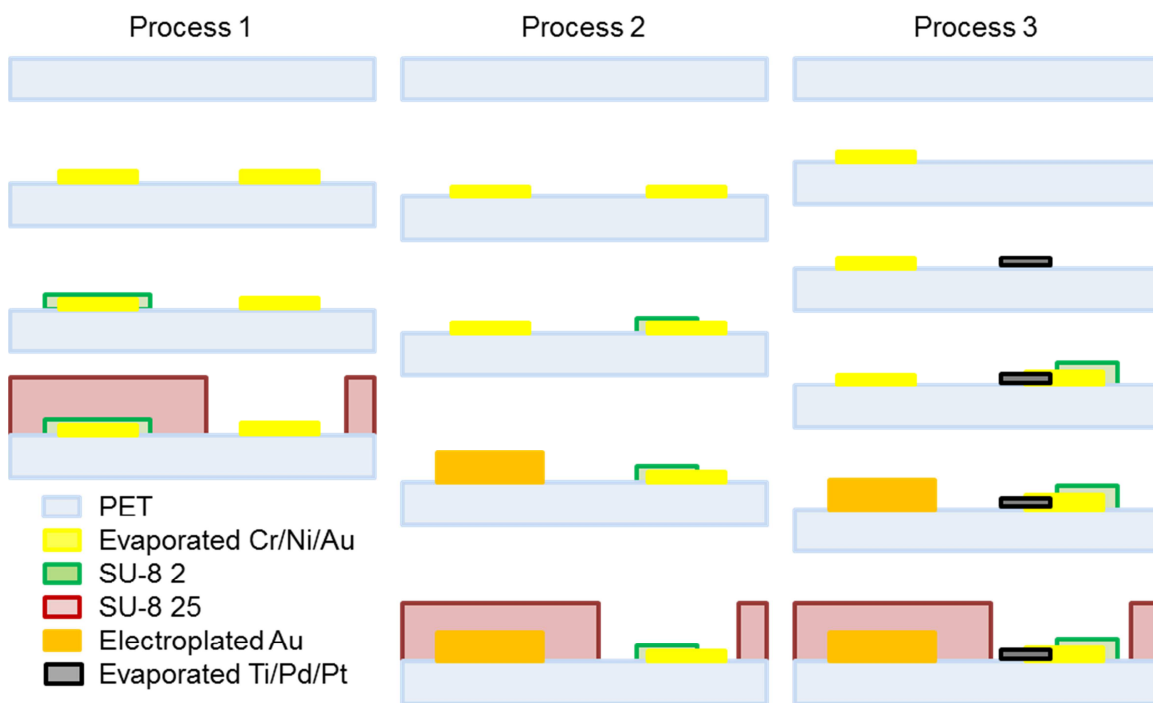 Process 1
Process 2
Process 3
PET
Evaporated Cr/Ni/Au
SU-8 2
SU-8 25
Electroplated Au
Evaporated Ti/Pd/Pt